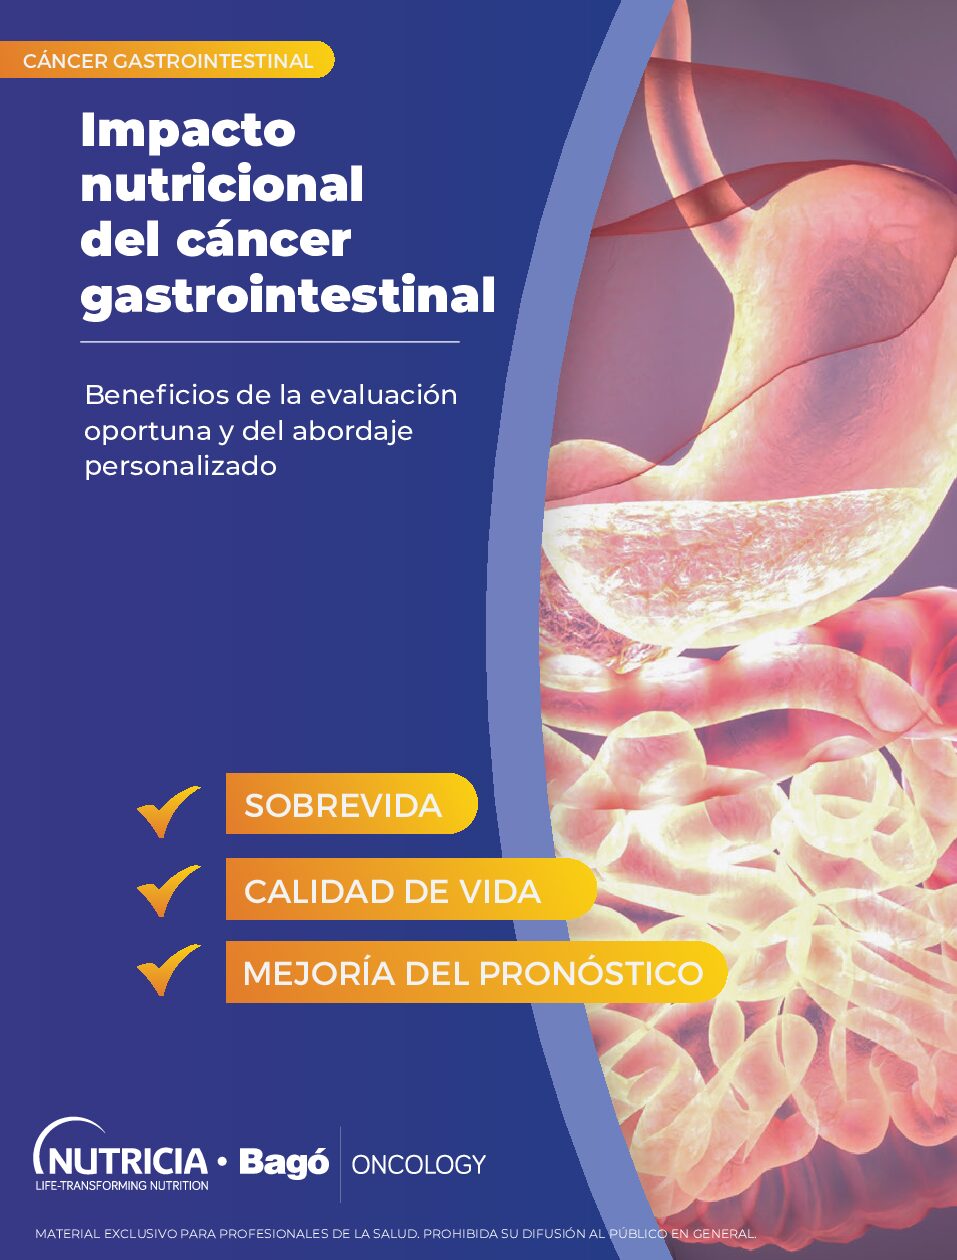 CÁNCER GASTROINTESTINAL
Impacto
nutricional
del cáncer
gastrointestinal
Beneficios de la evaluación
oportuna y del abordaje
personalizado
SOBREVIDA
CALIDAD DE VIDA
MEJORÍA DEL PRONÓSTICO
NUTRICIA • Bagó ONCOLOGY
LIFE-TRANSFORMING NUTRITION
MATERIAL EXCLUSIVO PARA PROFESIONALES DE LA SALUD. PROHIBIDA SU DIFUSIÓN AL PÚBLICO EN GENERAL.